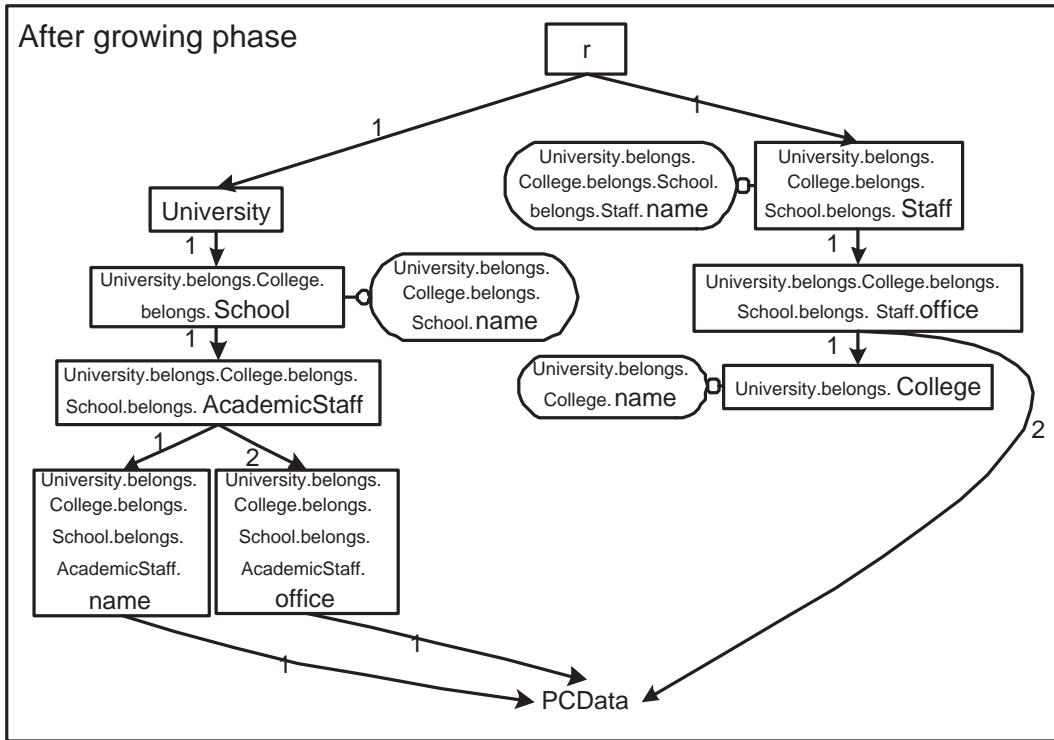 After growing phase
r
1
1
University
1
University.belongs.College.
belongs. School
University.belongs.
College.belongs.
School.name
1
University.belongs.College.belongs.
School.belongs. AcademicStaff
1
2
University.belongs.
College.belongs.
School.belongs.
AcademicStaff.
name
University.belongs.
College.belongs.
School.belongs.
AcademicStaff.
office
University.belongs.
College.belongs.School.
belongs.Staff.name
University.belongs.
College.belongs.
School.belongs. Staff
1
University.belongs.College.belongs.
School.belongs. Staff.office
1
2
University.belongs.
College.name
University.belongs. College
1
1
PCData